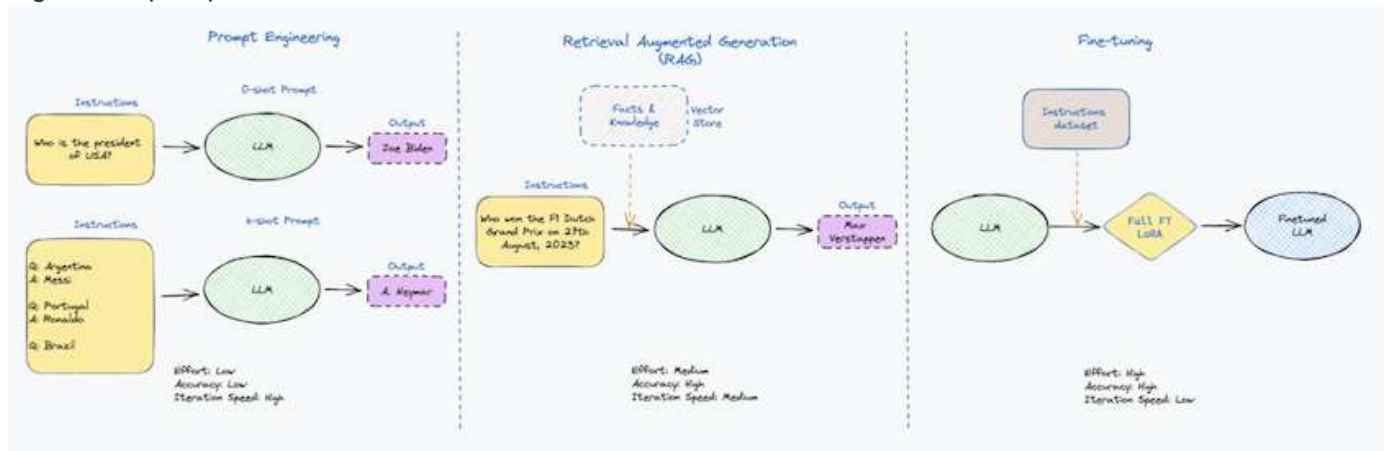 Prompt Engineering
0-shot Prompt
Instructions
Who is the president
of USA?
LLM
Output
Joe Biden
k-shot Prompt
Instructions
Q: Argentina
A: Messi
Q: Portugal
A: Ronaldo
Q: Brazil
LLM
Output
A. Neymar
Effort: Low
Accuracy: Low
Iteration Speed: High
Retrieval Augmented Generation
(RAG)
Facts &
Knowledge
Vector
Store
Instructions
Who won the F1 Dutch
Grand Prix on 27th
August, 2023?
LLM
Output
Max
Verstappen
Effort: Medium
Accuracy: High
Iteration Speed: Medium
Fine-tuning
Instructions
dataset
LLM
Full FT
LoRA
Finetuned
LLM
Effort: High
Accuracy: High
Iteration Speed: Low